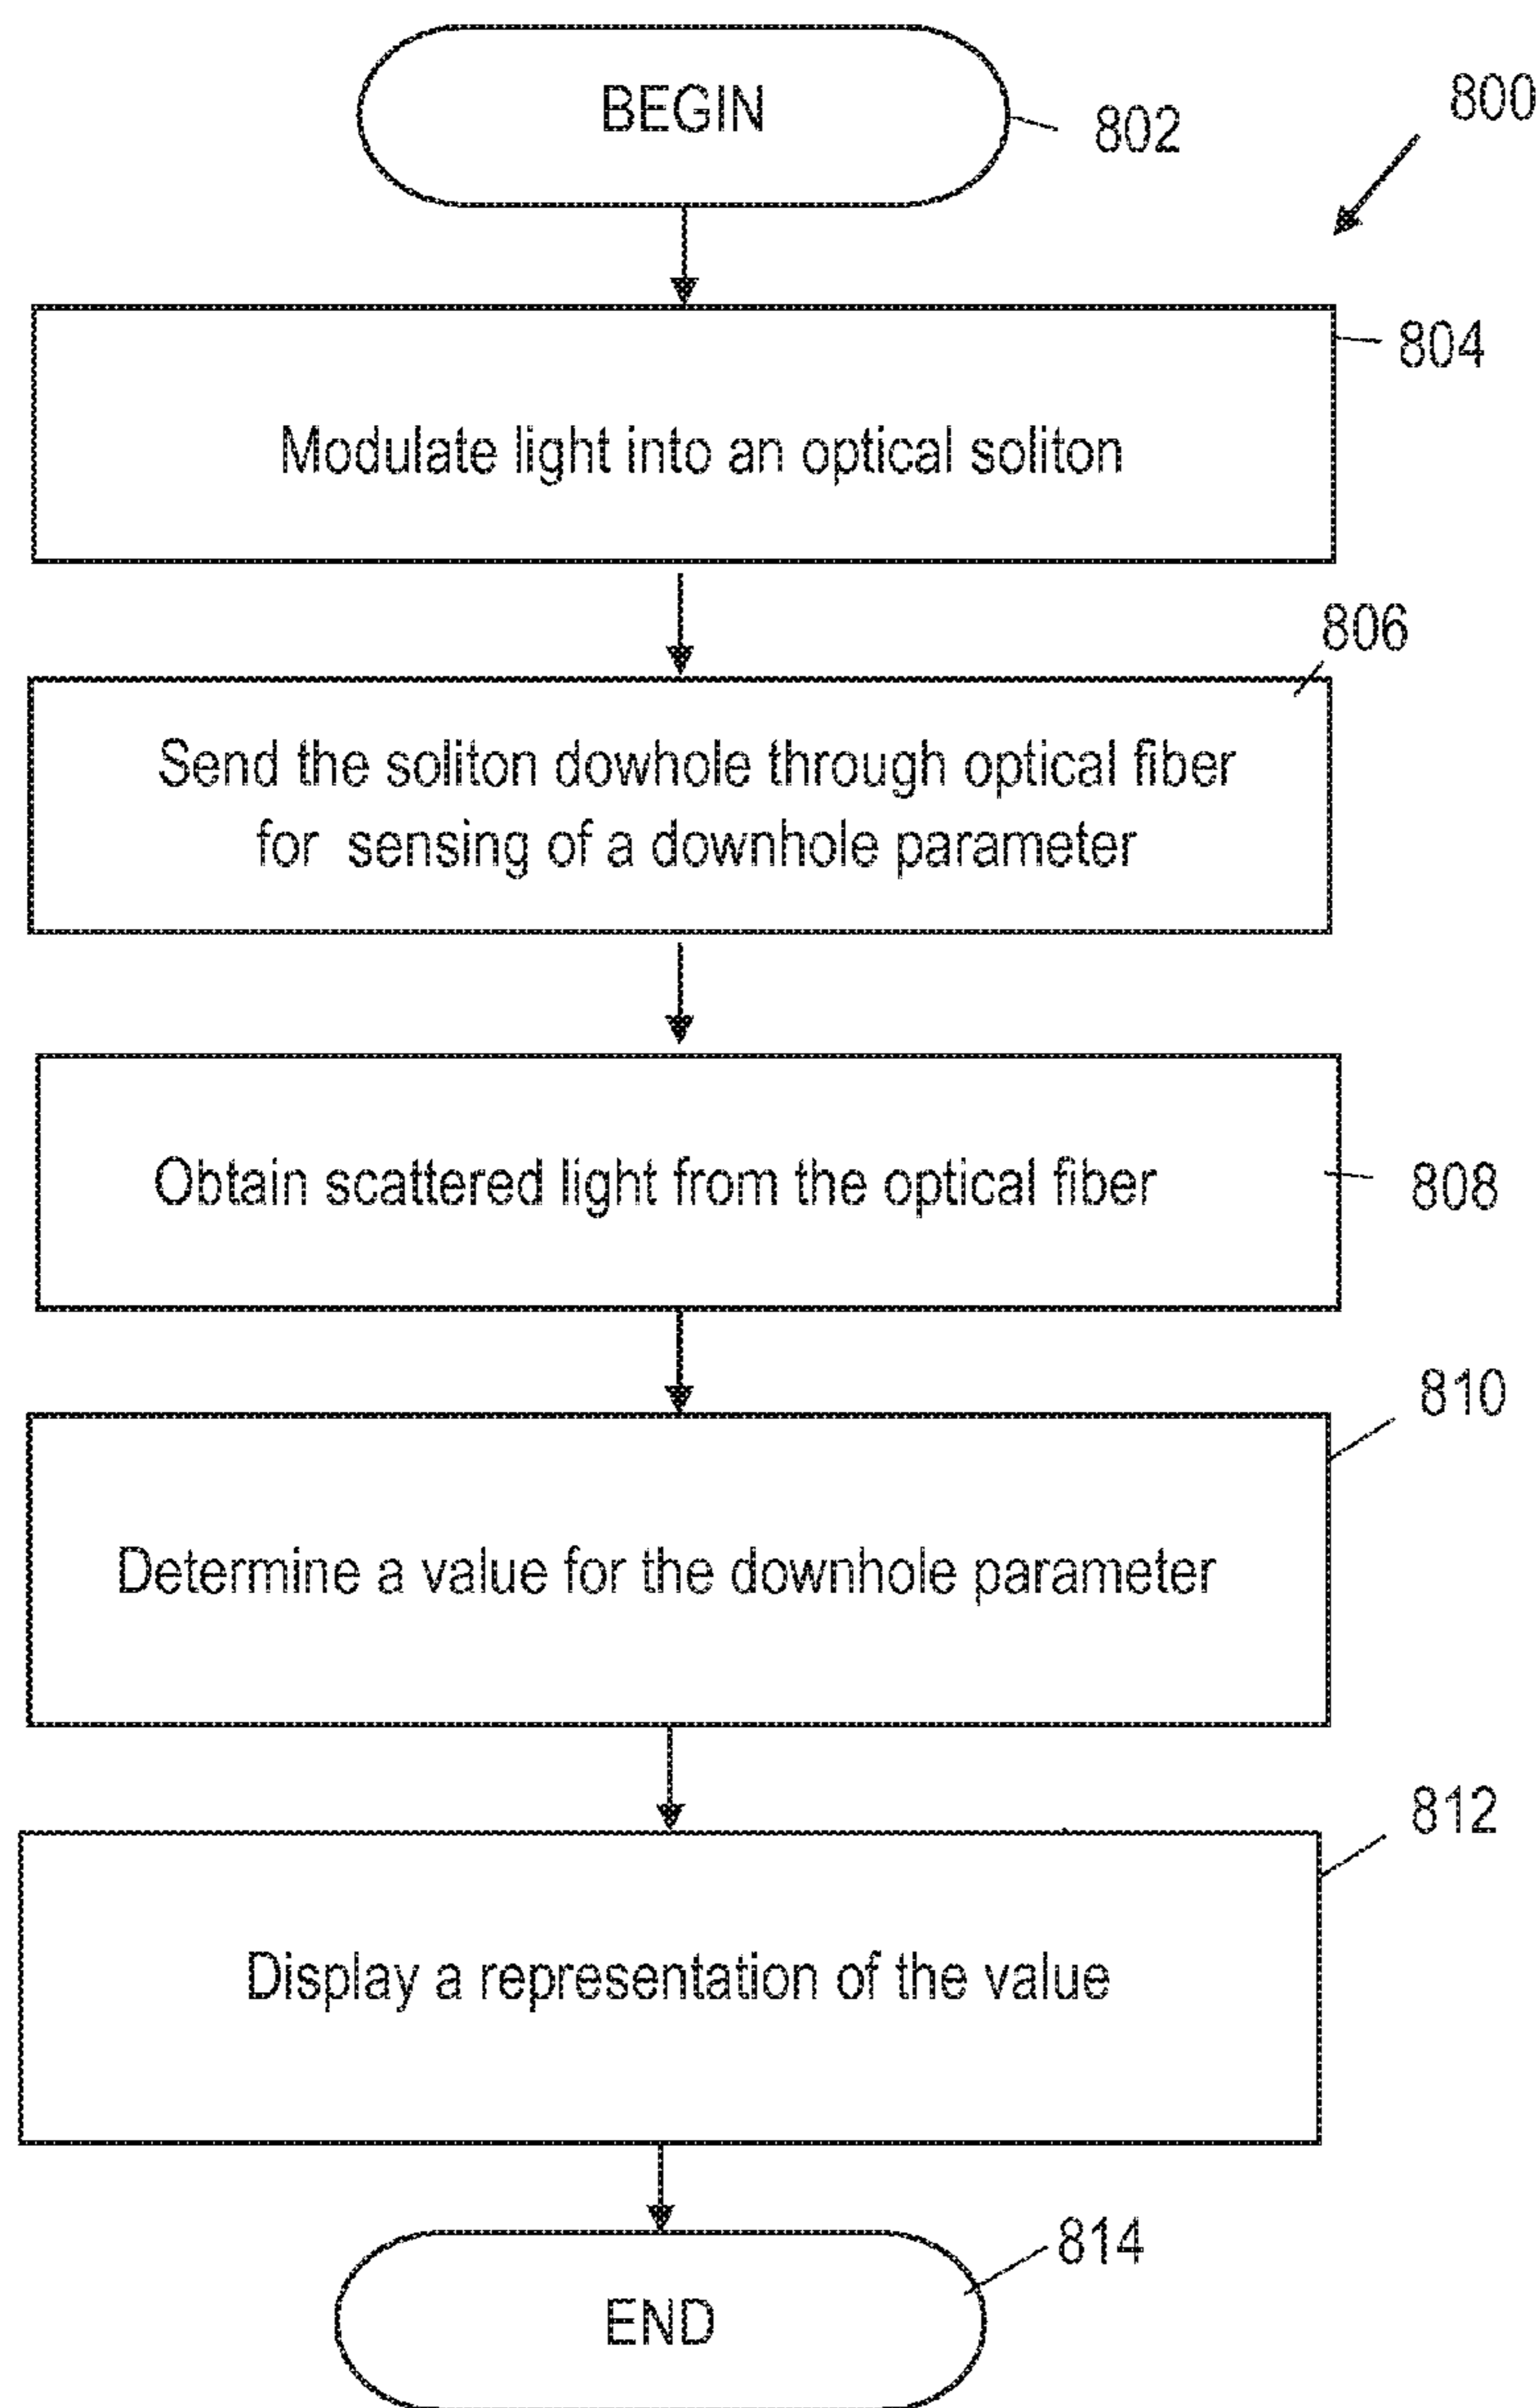 BEGIN
802
800
804
Modulate light into an optical soliton
806
Send the soliton dowhole through optical fiber
for sensing of a downhole parameter
Obtain scattered light from the optical fiber
808
810
Determine a value for the downhole parameter
812
Display a representation of the value
814
END